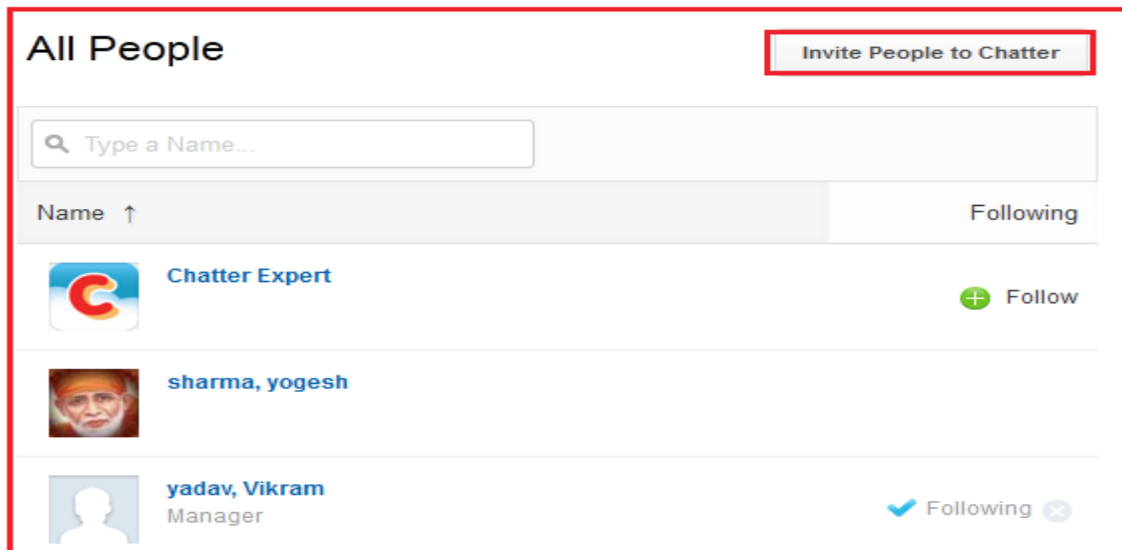 All People
Invite People to Chatter
Type a Name...
Name ↑
Following
Chatter Expert
Follow
sharma, yogesh
yadav, Vikram
Manager
Following